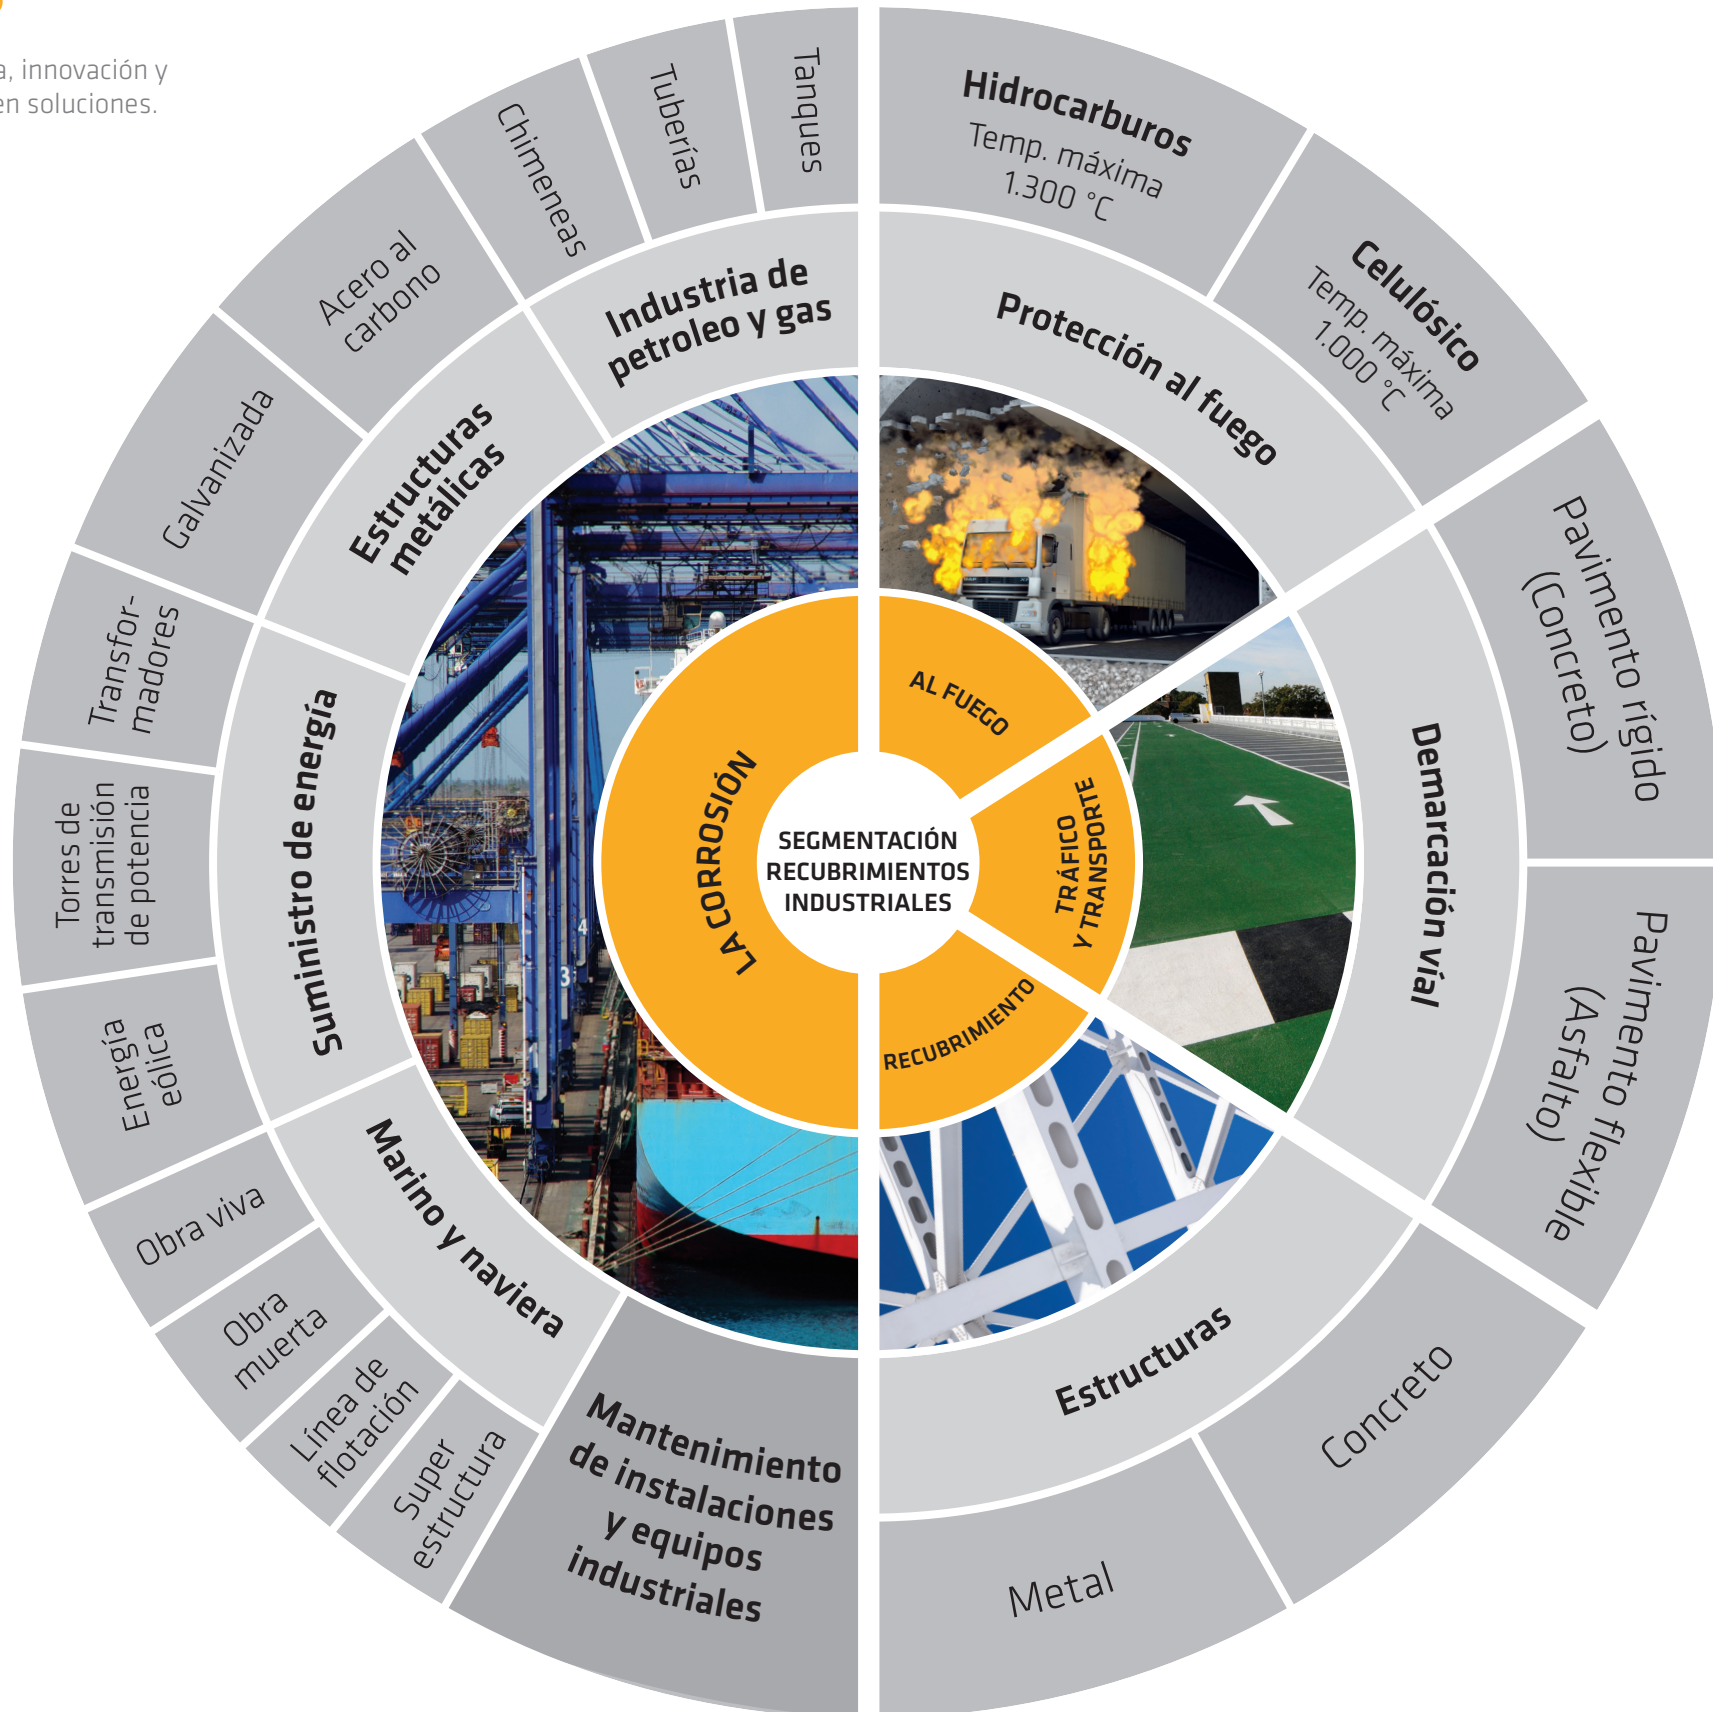 a, innovación y
en soluciones.
Tanques
Tuberías
Chimeneas
Industria de
petroleo y gas
Acero al
carbono
Galvanizada
Estructuras
metálicas
Transfor-
madores
Torres de
transmisión
de potencia
Energía
eólica
Suministro de energía
Obra viva
Obra
muerta
Línea de
flotación
Super
estructura
Marino y naviera
Mantenimiento
de instalaciones
y equipos
industriales
LA CORROSIÓN
SEGMENTACIÓN
RECUBRIMIENTOS
INDUSTRIALES
AL FUEGO
TRÁFICO
Y TRANSPORTE
RECUBRIMIENTO
Hidrocarburos
Temp. máxima
1.300 °C
Celulósico
Temp. máxima
1.000 °C
Protección al fuego
Pavimento rígido
(Concreto)
Pavimento flexible
(Asfalto)
Demarcación víal
Estructuras
Concreto
Metal
4
3